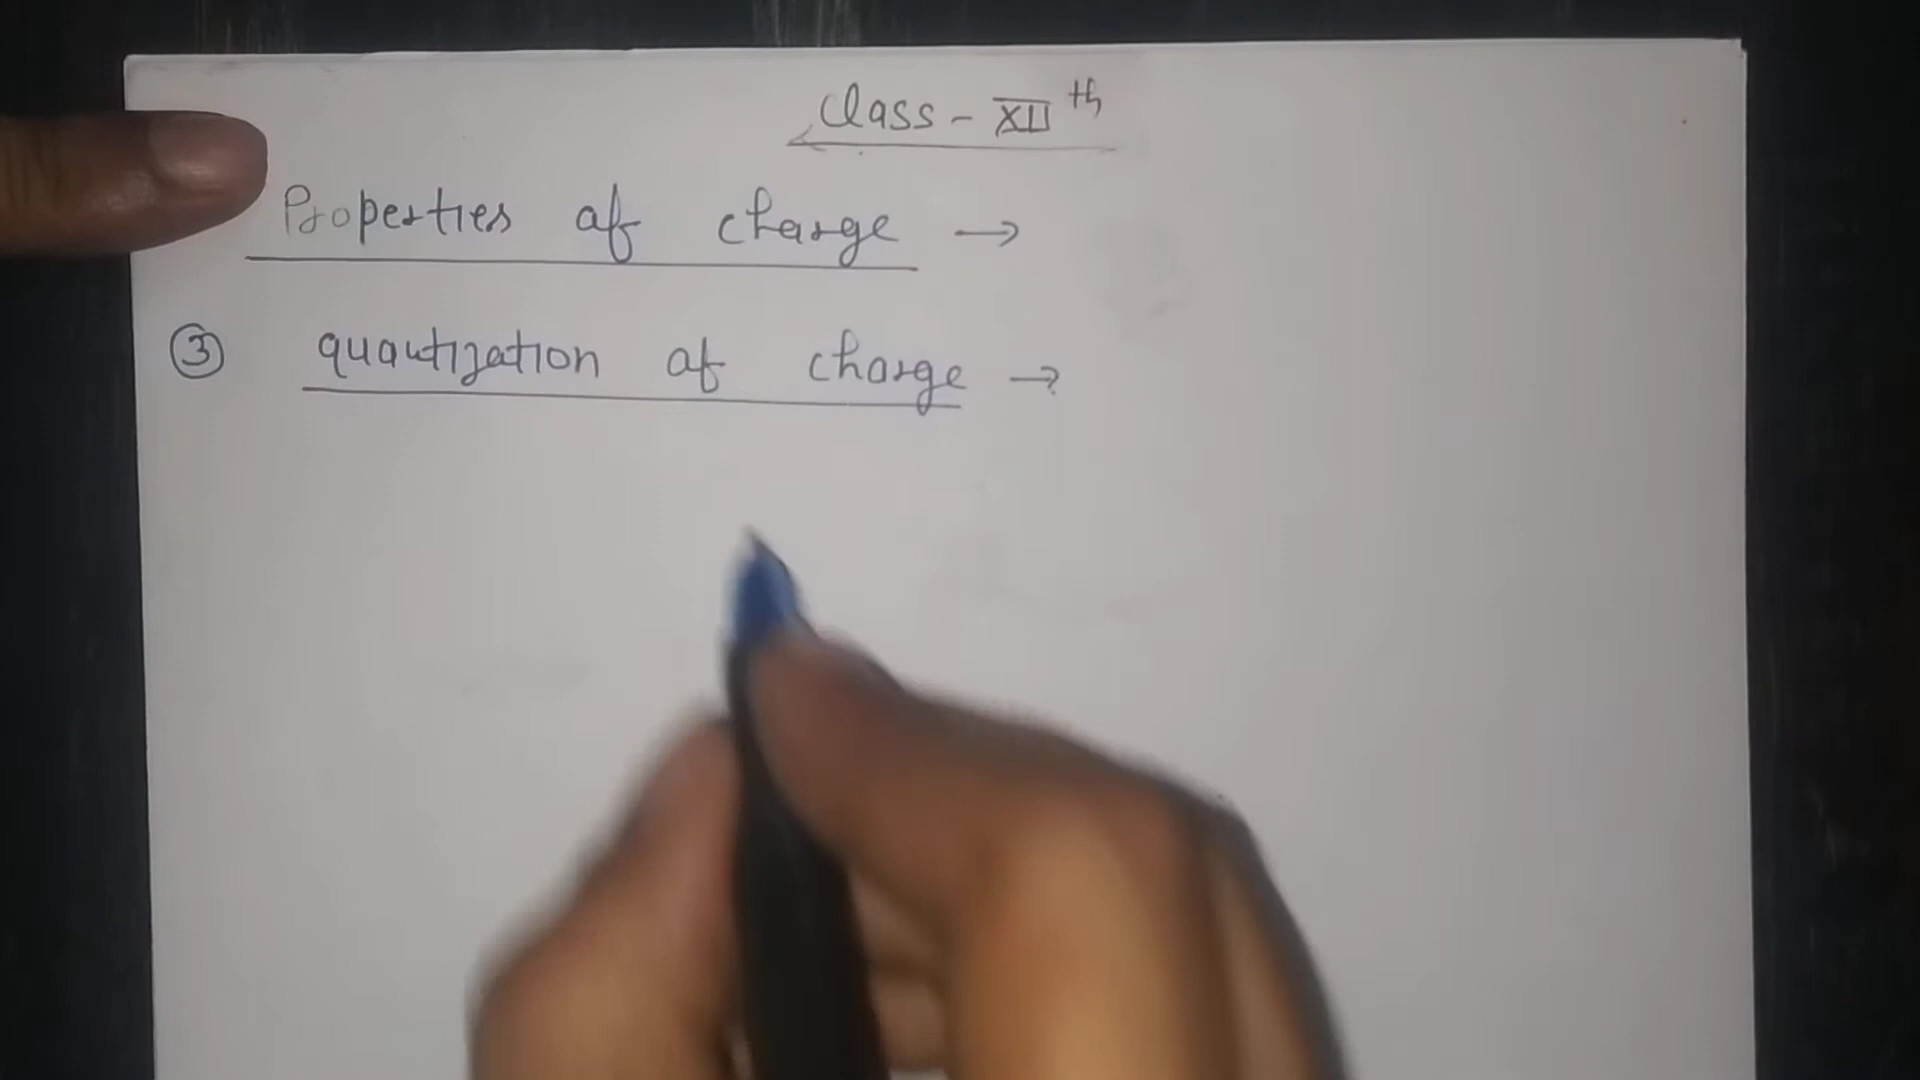 Class - XII th
Properties of charge →
③ quantization of charge →